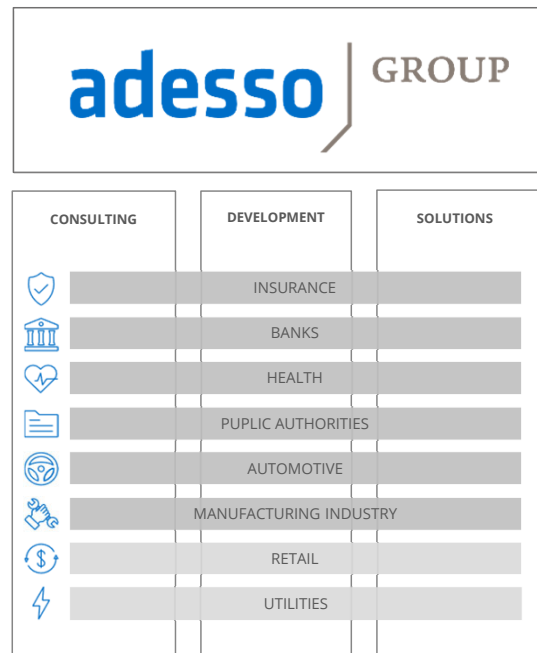 adesso GROUP
CONSULTING DEVELOPMENT SOLUTIONS
INSURANCE
BANKS
HEALTH
PUPLIC AUTHORITIES
AUTOMOTIVE
MANUFACTURING INDUSTRY
RETAIL
UTILITIES